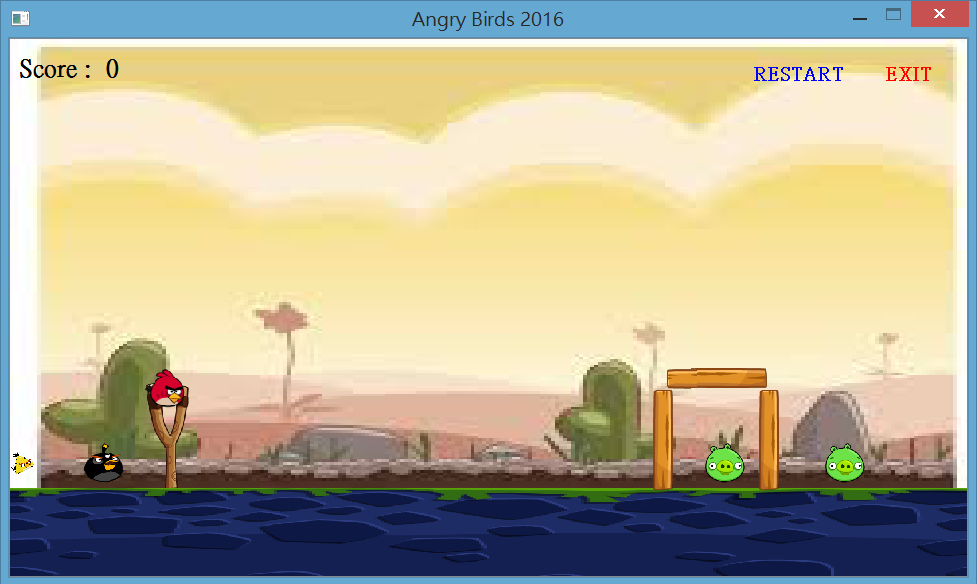 Angry Birds 2016
Score : 0
RESTART
EXIT